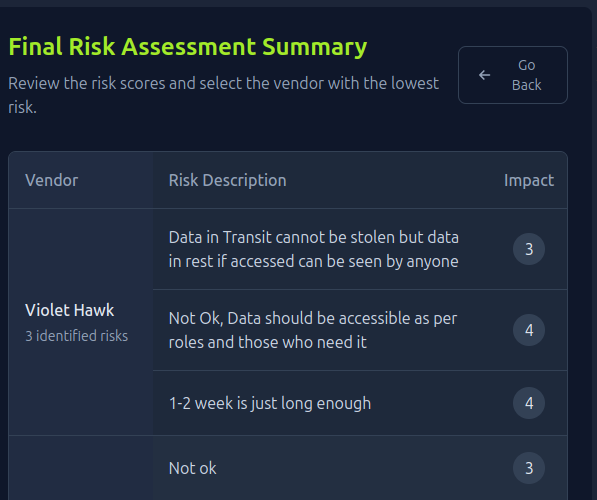 Final Risk Assessment Summary
Review the risk scores and select the vendor with the lowest
risk.
Go
Back
Vendor
Risk Description
Impact
Violet Hawk
3 identified risks
Data in Transit cannot be stolen but data
in rest if accessed can be seen by anyone
3
Not Ok, Data should be accessible as per
roles and those who need it
4
1-2 week is just long enough
4
Not ok
3